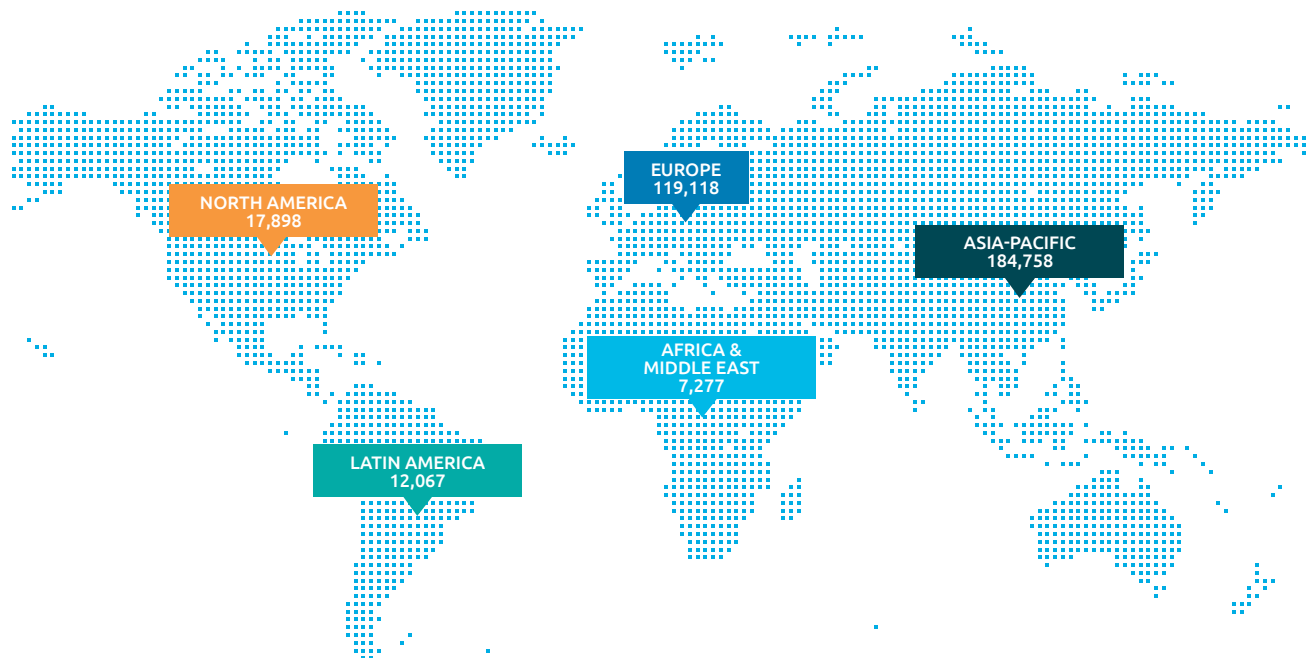 EUROPE
119,118
NORTH AMERICA
17,898
ASIA-PACIFIC
184,758
AFRICA &
MIDDLE EAST
7,277
LATIN AMERICA
12,067